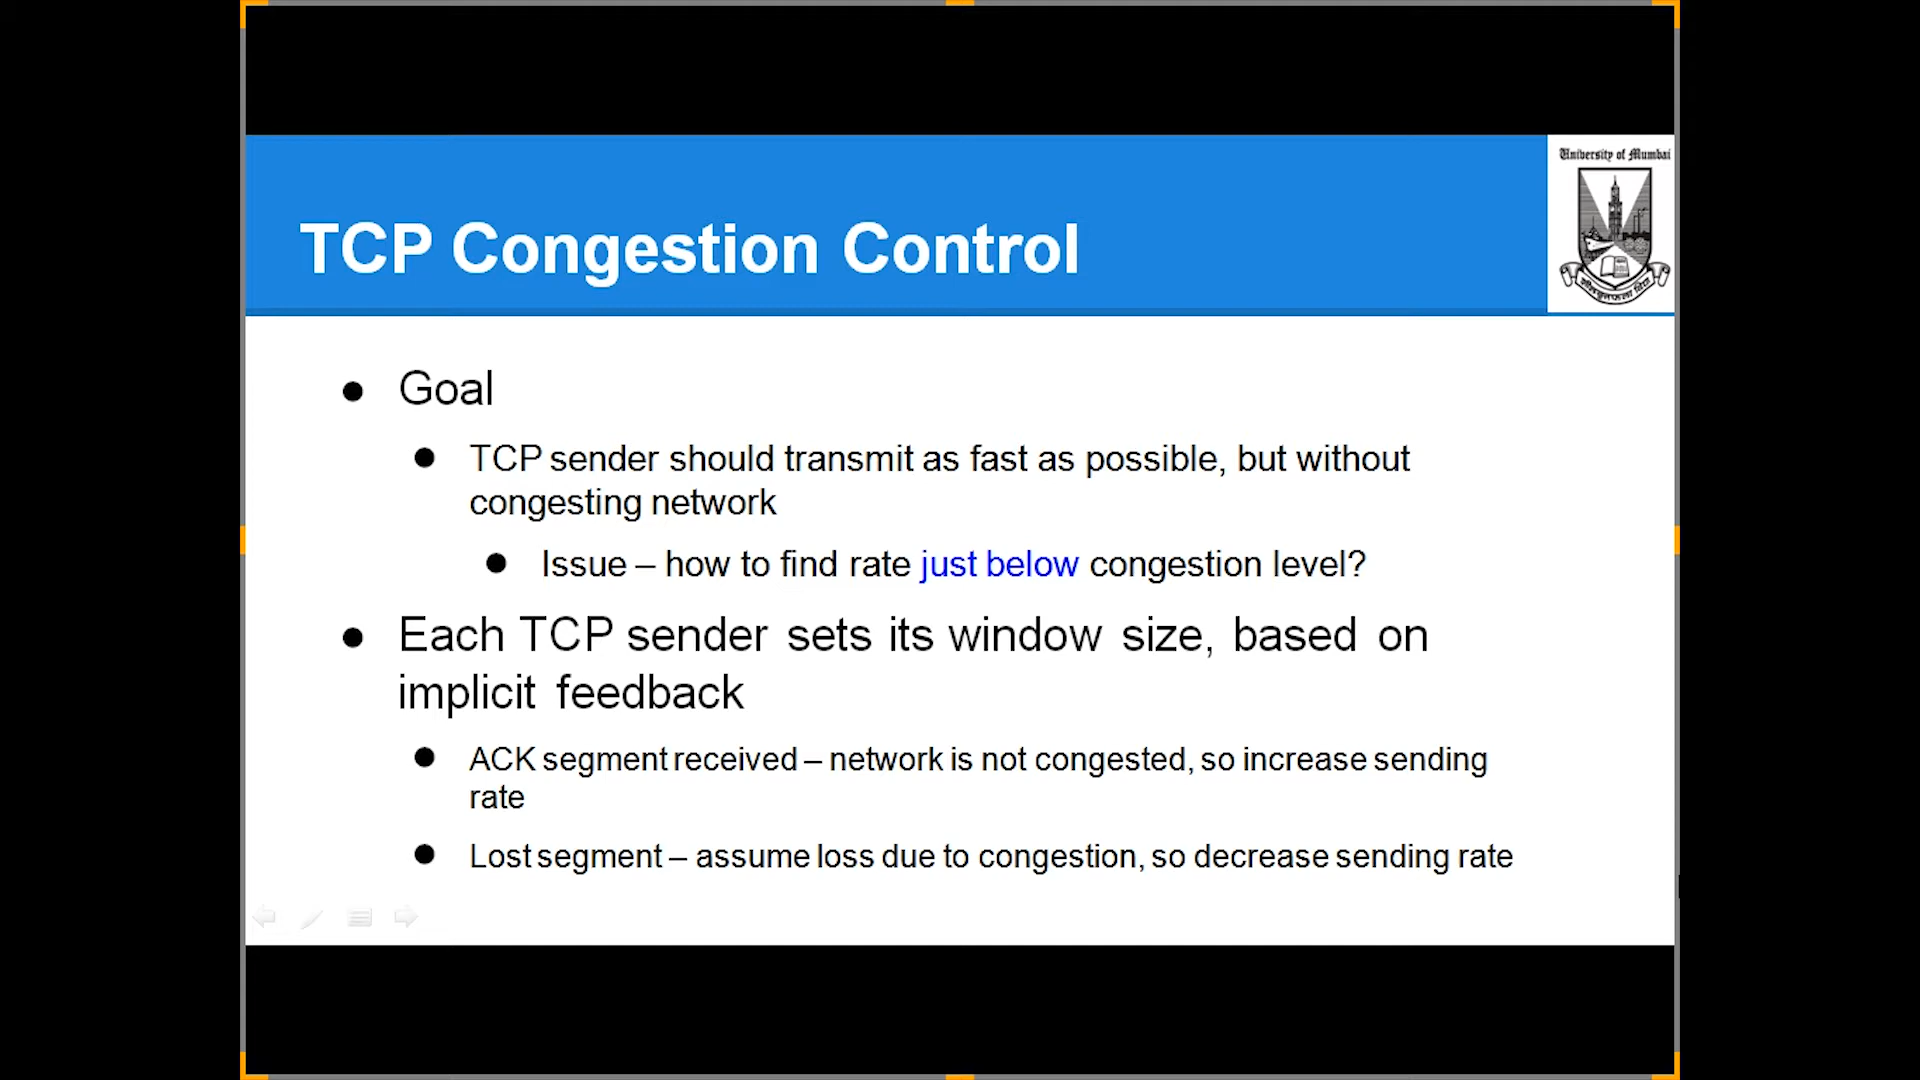 University of Mumbai
TCP Congestion Control
Goal
TCP sender should transmit as fast as possible, but without
congesting network
Issue – how to find rate just below congestion level?
Each TCP sender sets its window size, based on
implicit feedback
ACK segment received – network is not congested, so increase sending
rate
Lost segment – assume loss due to congestion, so decrease sending rate